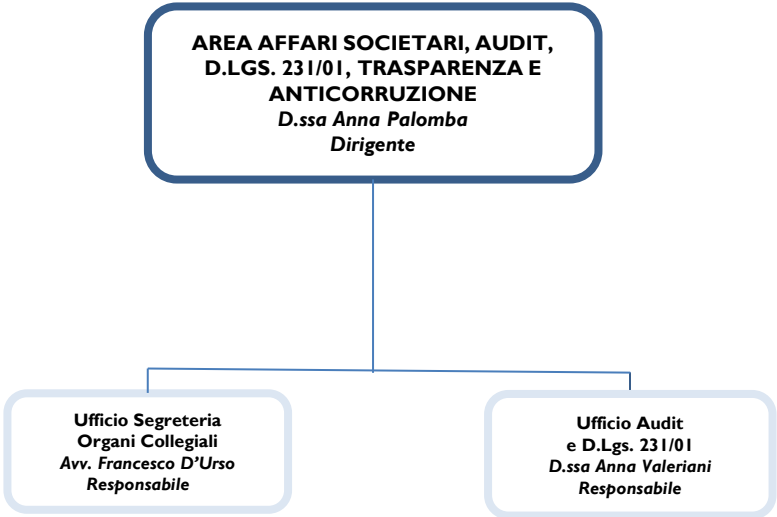 AREA AFFARI SOCIETARI, AUDIT,
D.LGS. 231/01, TRASPARENZA E
ANTICORRUZIONE
D.ssa Anna Palomba
Dirigente
Ufficio Segreteria
Organi Collegiali
Avv. Francesco D'Urso
Responsabile
Ufficio Audit
e D.Lgs. 231/01
D.ssa Anna Valeriani
Responsabile